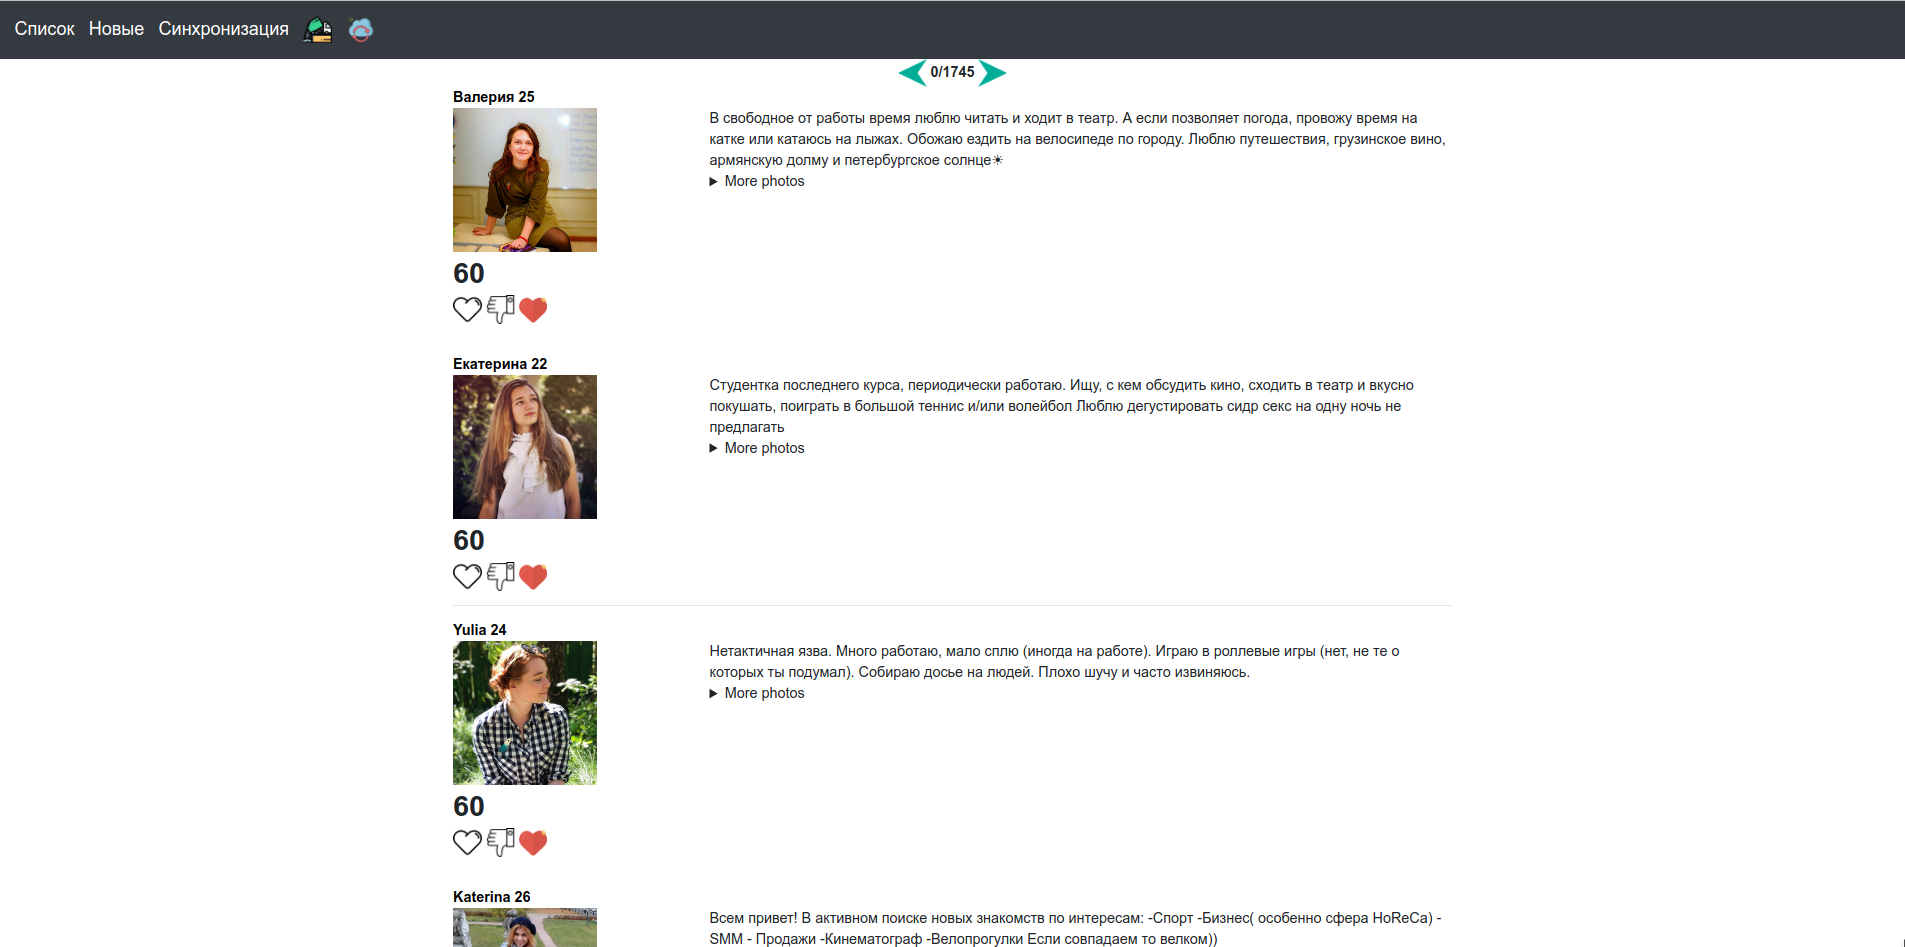 Список Новые Синхронизация
0/1745
Валерия 25
В свободное от работы время люблю читать и ходит в театр. А если позволяет погода, провожу время на
катке или катаюсь на лыжах. Обожаю ездить на велосипеде по городу. Люблю путешествия, грузинское вино,
армянскую долму и петербургское солнце☀
▶ More photos
60
Екатерина 22
Студентка последнего курса, периодически работаю. Ищу, с кем обсудить кино, сходить в театр и вкусно
покушать, поиграть в большой теннис и/или волейбол Люблю дегустировать сидр секс на одну ночь не
предлагать
▶ More photos
60
Yulia 24
Нетактичная язва. Много работаю, мало сплю (иногда на работе). Играю в роллевые игры (нет, не те о
которых ты подумал). Собираю досье на людей. Плохо шучу и часто извиняюсь.
▶ More photos
60
Katerina 26
Всем привет! В активном поиске новых знакомств по интересам: -Спорт -Бизнес( особенно сфера HoReCa) -
SMM - Продажи -Кинематограф -Велопрогулки Если совпадаем то велком))